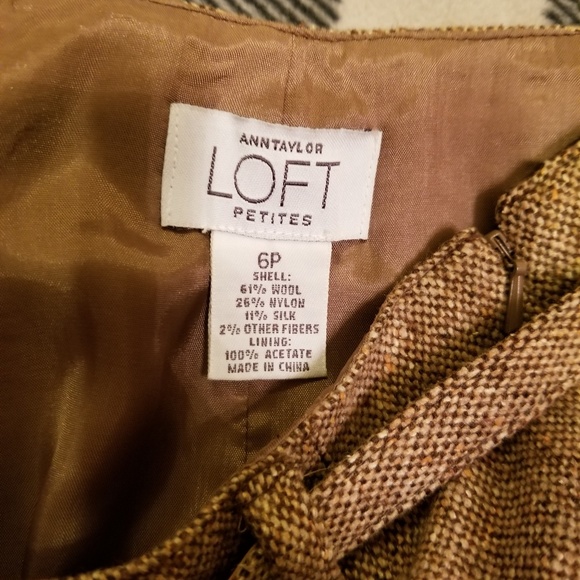 ANNTAYLOR
LOFT
PETITES
6P
SHELL:
61% WOOL
26% NYLON
11% SILK
2% OTHER FIBERS
LINING:
100% ACETATE
MADE IN CHINA